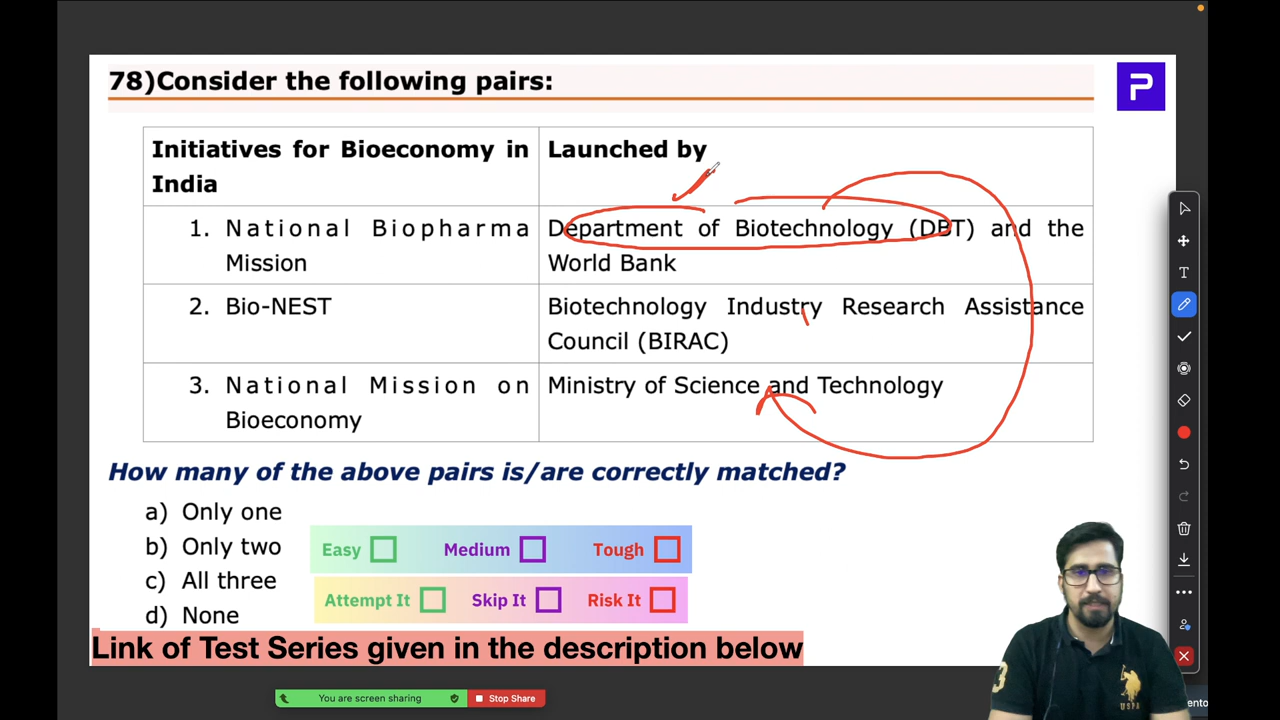 78)Consider the following pairs:
P
Initiatives for Bioeconomy in
India
Launched by
1. National Biopharma
Mission
Department of Biotechnology (DBT) and the
World Bank
2. Bio-NEST
Biotechnology Industry Research Assistance
Council (BIRAC)
3. National Mission on
Bioeconomy
Ministry of Science and Technology
How many of the above pairs is/are correctly matched?
a) Only one
b) Only two
c) All three
d) None
Easy Medium Tough
Attempt It Skip It Risk It
Link of Test Series given in the description below
You are screen sharing Stop Share
T
3
USPA
ento